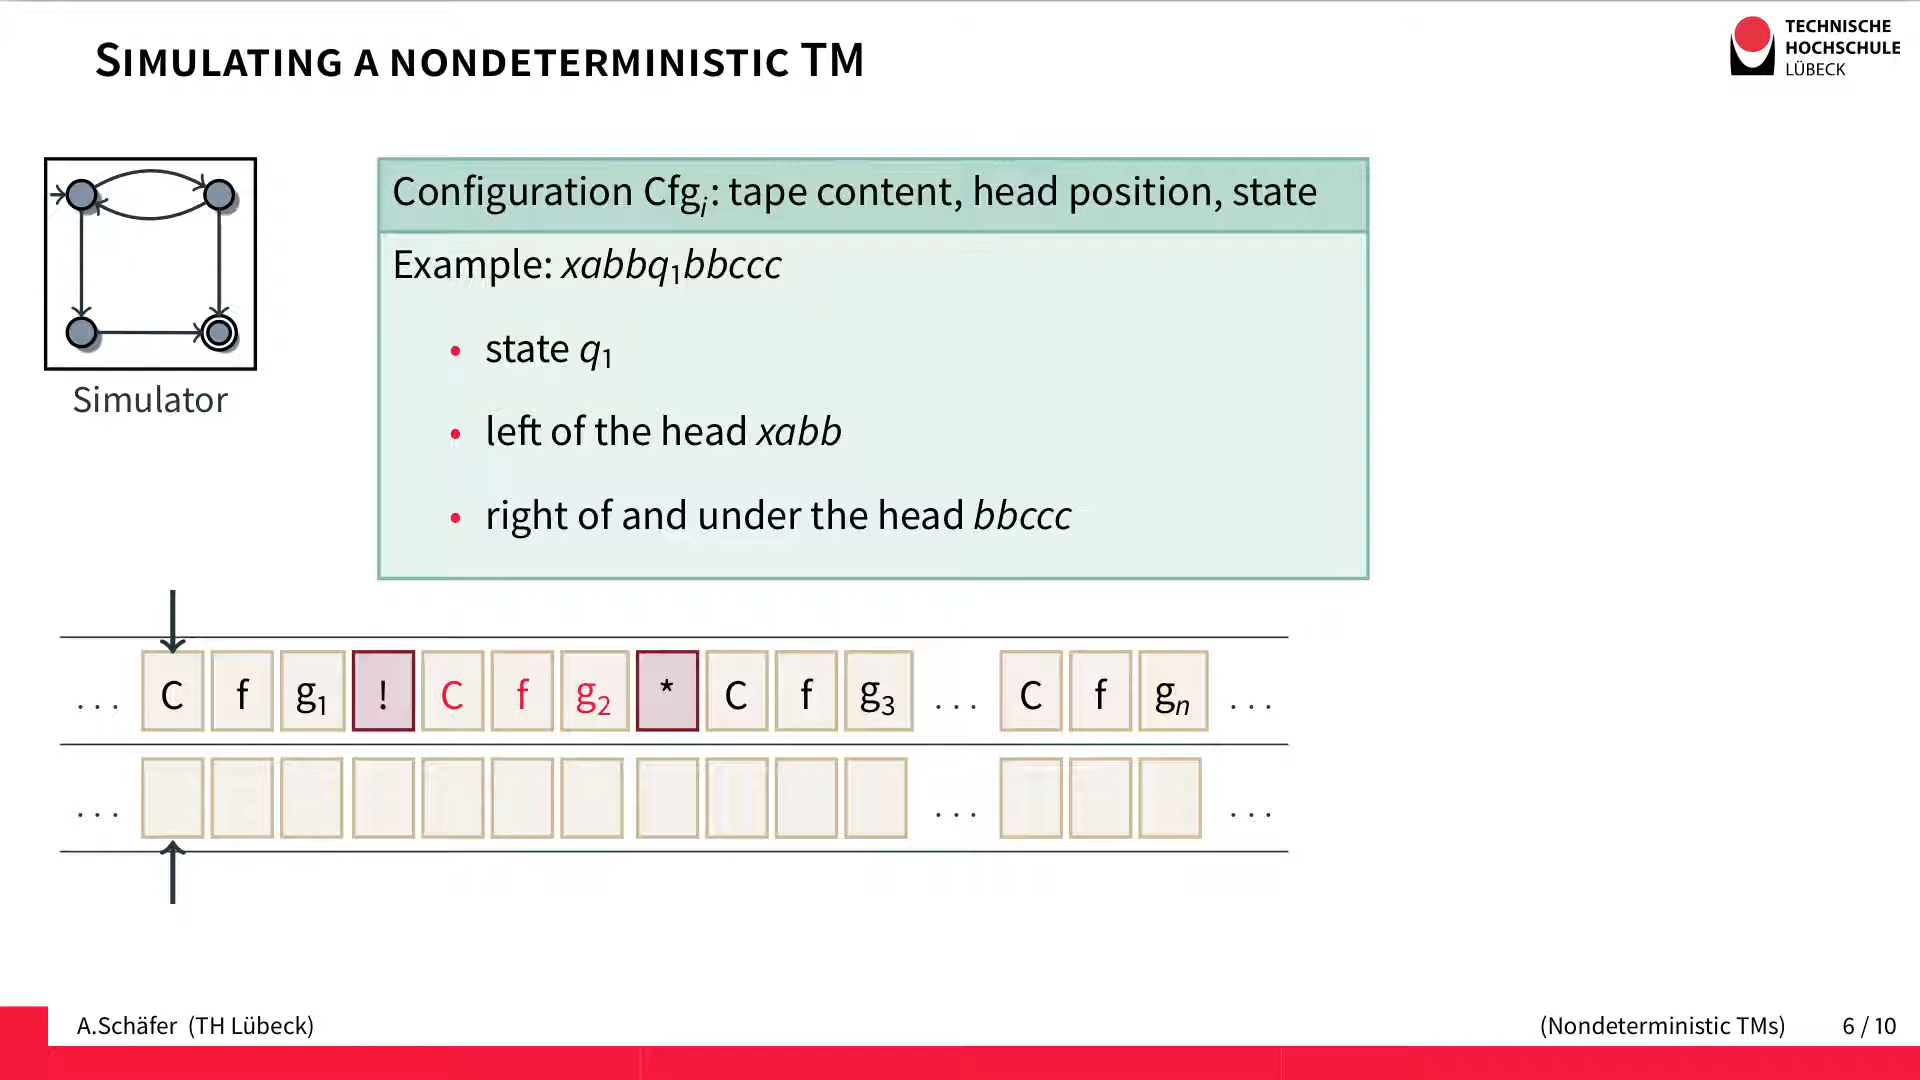 SIMULATING A NONDETERMINISTIC TM
TECHNISCHE
HOCHSCHULE
LÜBECK
Simulator
Configuration Cfgᵢ: tape content, head position, state
Example: xabbq₁bbccc
• state q₁
• left of the head xabb
• right of and under the head bbccc
... C f g₁ ! C f g₂ * C f g₃ ... C f gₙ ...
... ... ...
A.Schäfer (TH Lübeck)
(Nondeterministic TMs)
6 / 10